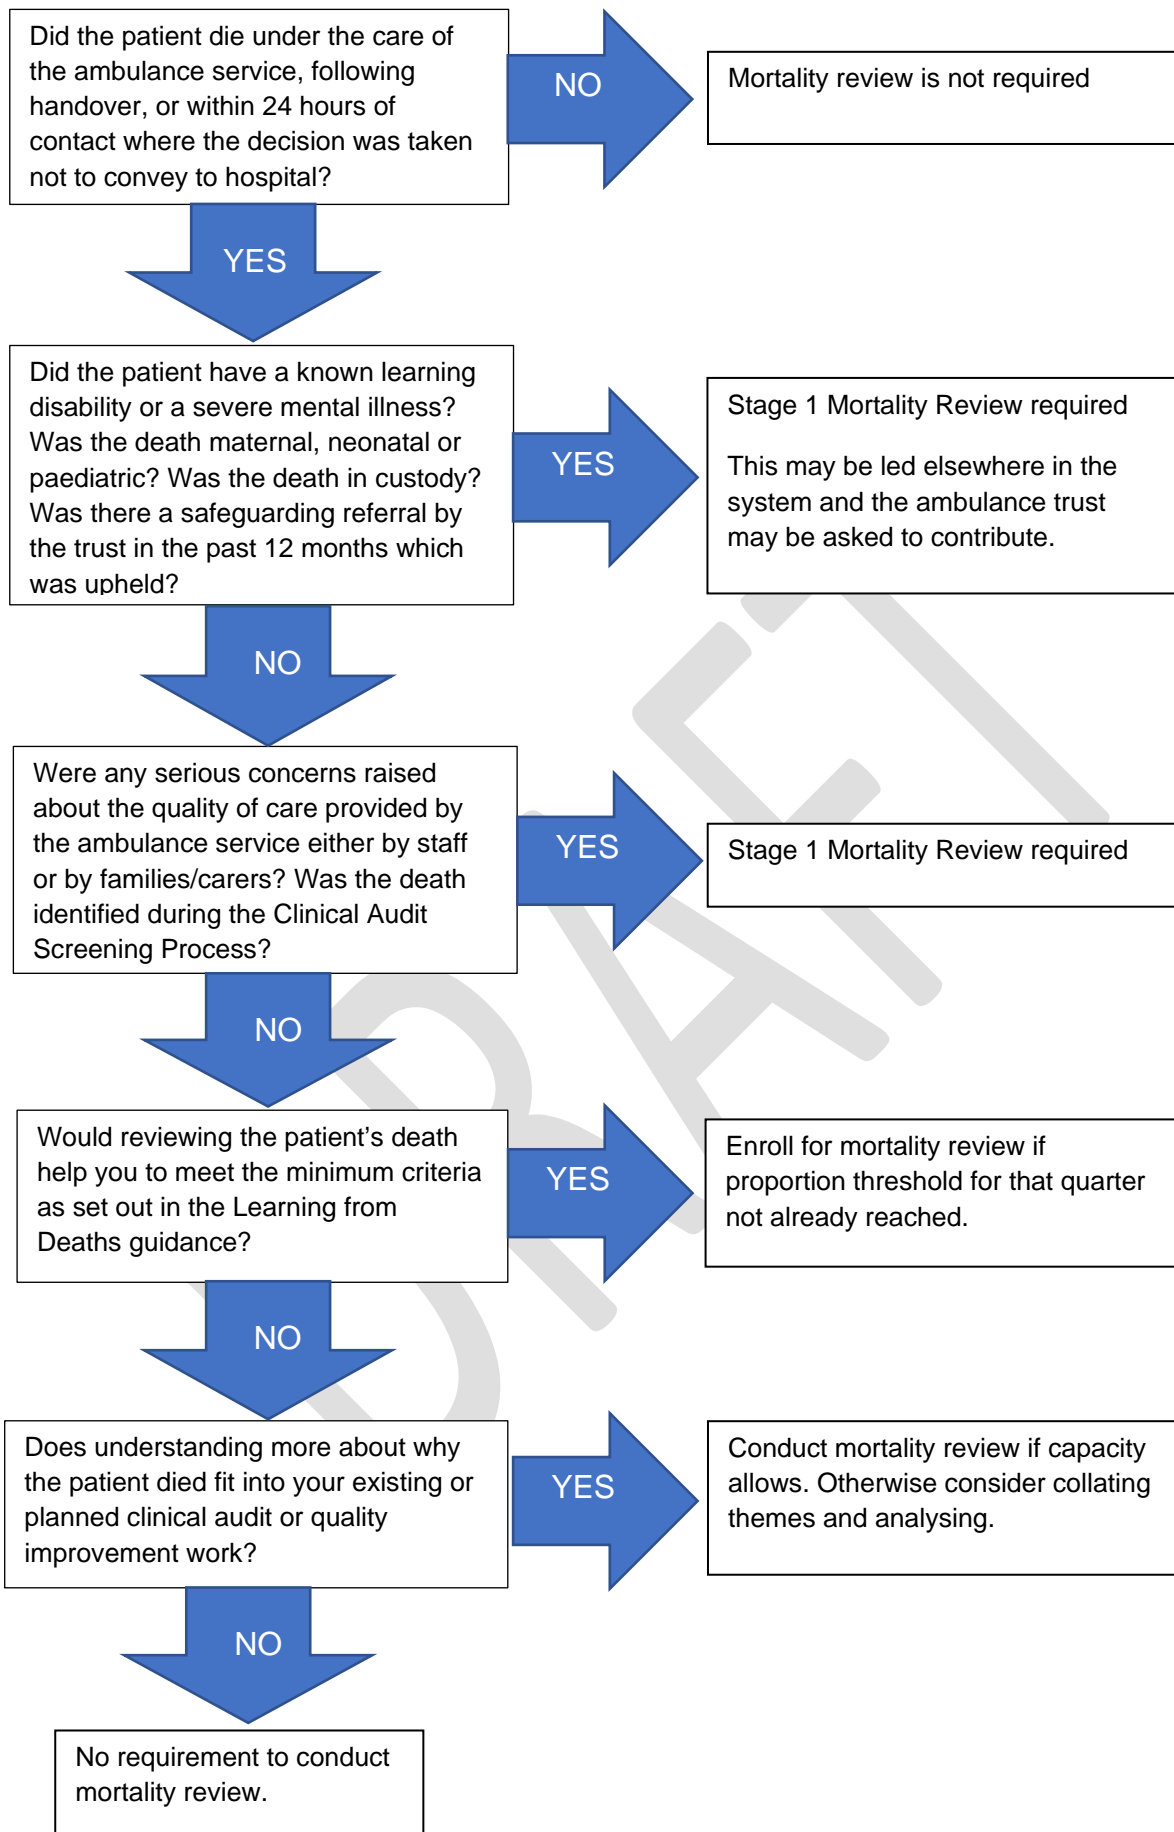 Did the patient die under the care of
the ambulance service, following
handover, or within 24 hours of
contact where the decision was taken
not to convey to hospital?
NO
Mortality review is not required
YES
Did the patient have a known learning
disability or a severe mental illness?
Was the death maternal, neonatal or
paediatric? Was the death in custody?
Was there a safeguarding referral by
the trust in the past 12 months which
was upheld?
YES
Stage 1 Mortality Review required
This may be led elsewhere in the
system and the ambulance trust
may be asked to contribute.
NO
Were any serious concerns raised
about the quality of care provided by
the ambulance service either by staff
or by families/carers? Was the death
identified during the Clinical Audit
Screening Process?
YES
Stage 1 Mortality Review required
NO
Would reviewing the patient’s death
help you to meet the minimum criteria
as set out in the Learning from
Deaths guidance?
YES
Enroll for mortality review if
proportion threshold for that quarter
not already reached.
NO
Does understanding more about why
the patient died fit into your existing or
planned clinical audit or quality
improvement work?
YES
Conduct mortality review if capacity
allows. Otherwise consider collating
themes and analysing.
NO
No requirement to conduct
mortality review.
DRAFT